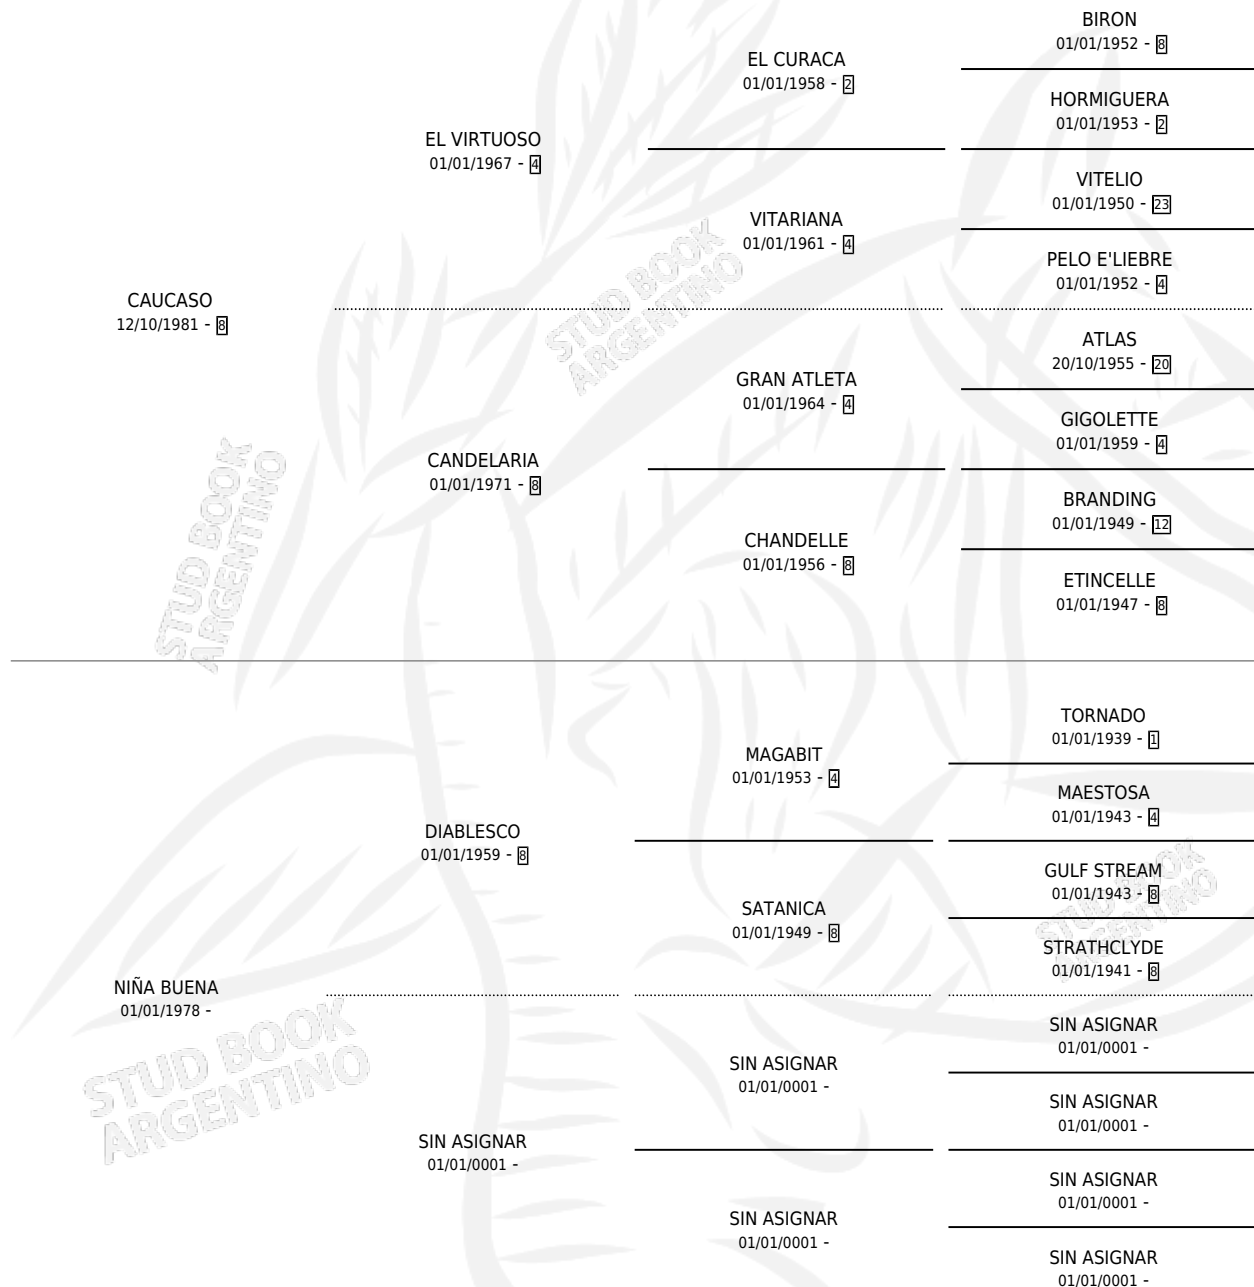 CAUCASO
12/10/1981 - 8
EL VIRTUOSO
01/01/1967 - 4
EL CURACA
01/01/1958 - 2
BIRON
01/01/1952 - 8
HORMIGUERA
01/01/1953 - 2
VITARIANA
01/01/1961 - 4
VITELIO
01/01/1950 - 23
PELO E'LIEBRE
01/01/1952 - 4
CANDELARIA
01/01/1971 - 8
GRAN ATLETA
01/01/1964 - 4
ATLAS
20/10/1955 - 20
GIGOLETTE
01/01/1959 - 4
CHANDELLE
01/01/1956 - 8
BRANDING
01/01/1949 - 12
ETINCELLE
01/01/1947 - 8
NIÑA BUENA
01/01/1978 -
DIABLESCO
01/01/1959 - 8
MAGABIT
01/01/1953 - 4
TORNADO
01/01/1939 - 1
MAESTOSA
01/01/1943 - 4
SATANICA
01/01/1949 - 8
GULF STREAM
01/01/1943 - 8
STRATHCLYDE
01/01/1941 - 8
SIN ASIGNAR
01/01/0001 -
SIN ASIGNAR
01/01/0001 -
SIN ASIGNAR
01/01/0001 -
SIN ASIGNAR
01/01/0001 -
SIN ASIGNAR
01/01/0001 -
SIN ASIGNAR
01/01/0001 -
SIN ASIGNAR
01/01/0001 -
STUD BOOK
ARGENTINO
STUD BOOK
ARGENTINO
STUD BOOK
ARGENTINO
STUD BOOK
ARGENTINO